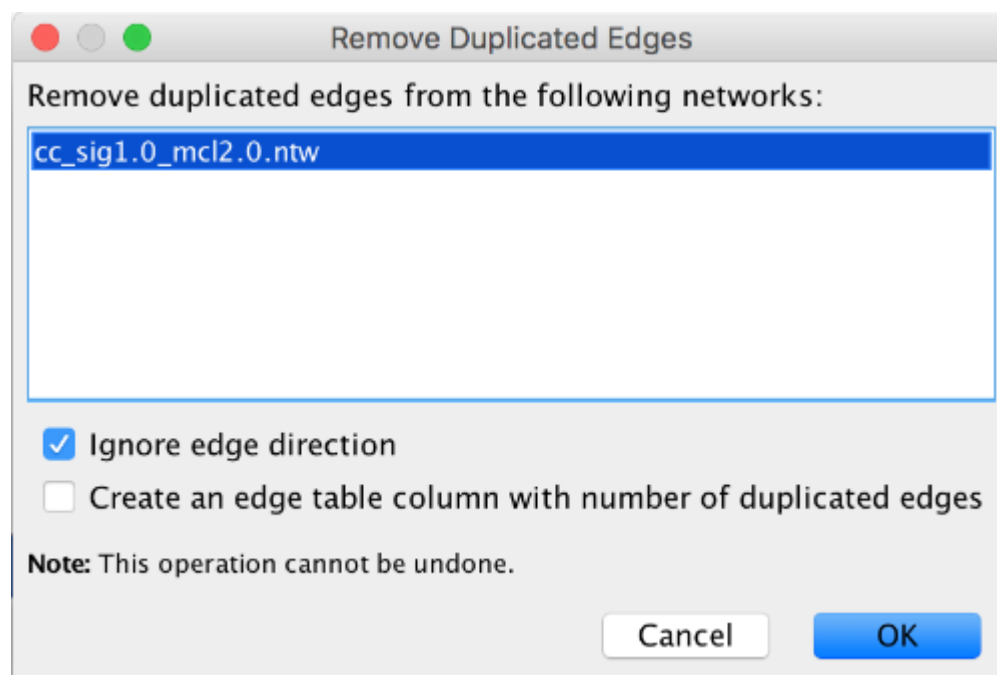 Remove Duplicated Edges
Remove duplicated edges from the following networks:
cc_sig1.0_mcl2.0.ntw
Ignore edge direction
Create an edge table column with number of duplicated edges
Note: This operation cannot be undone.
Cancel OK